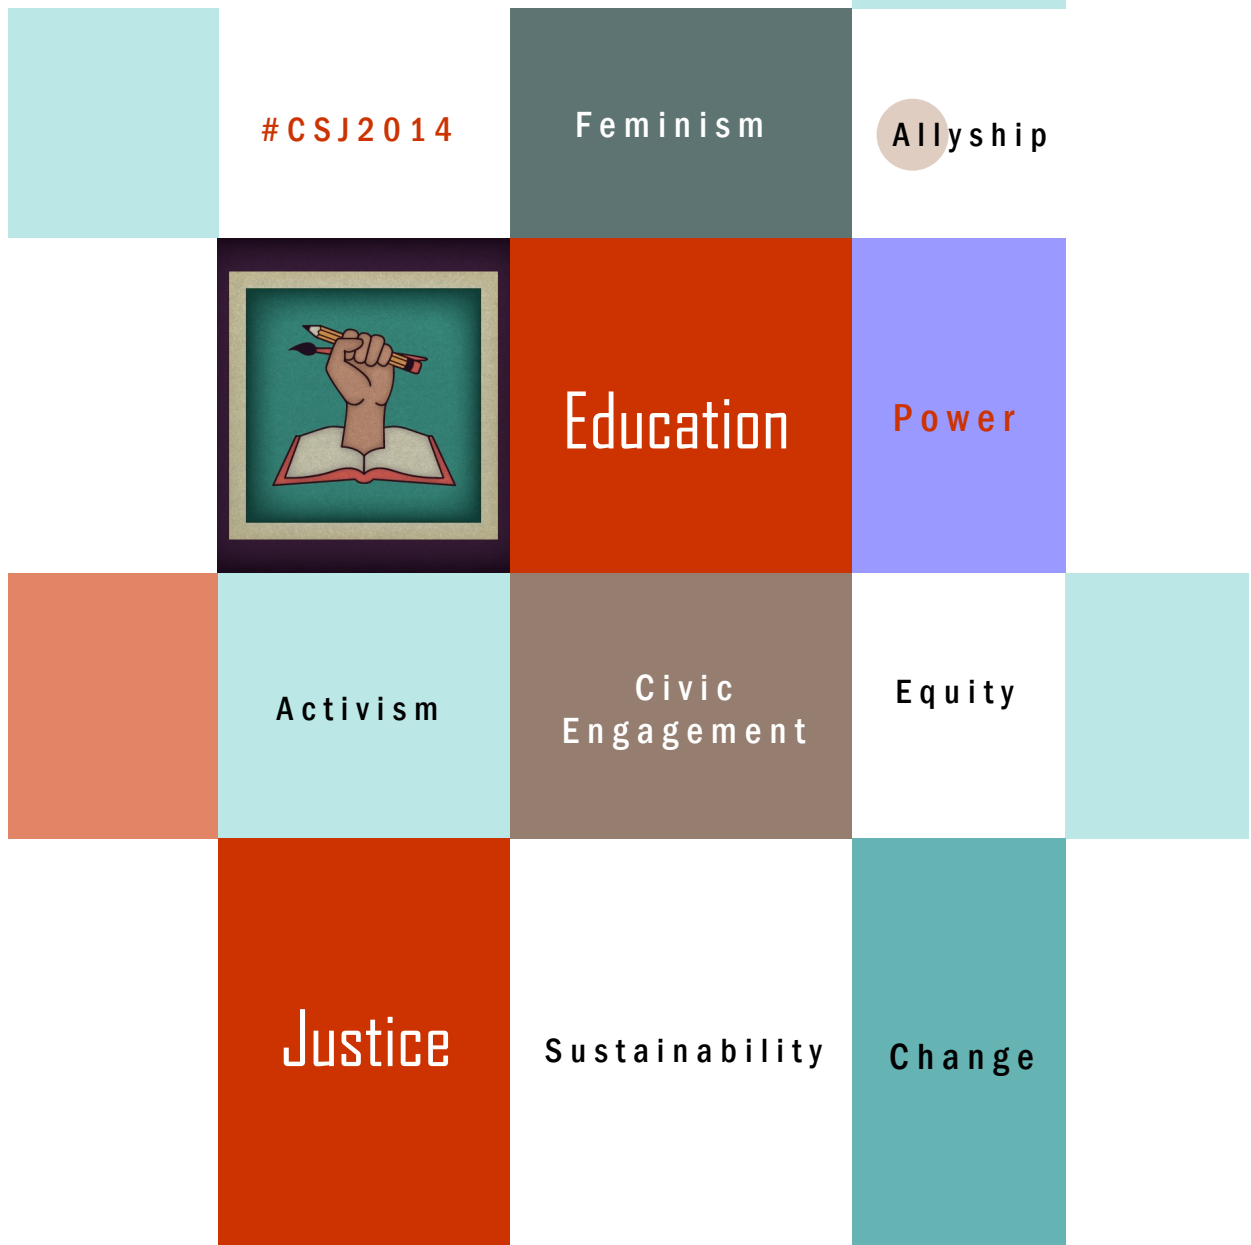 #CSJ2014
Feminism
Allyship
Education
Power
Activism
Civic
Engagement
Equity
Justice
Sustainability
Change